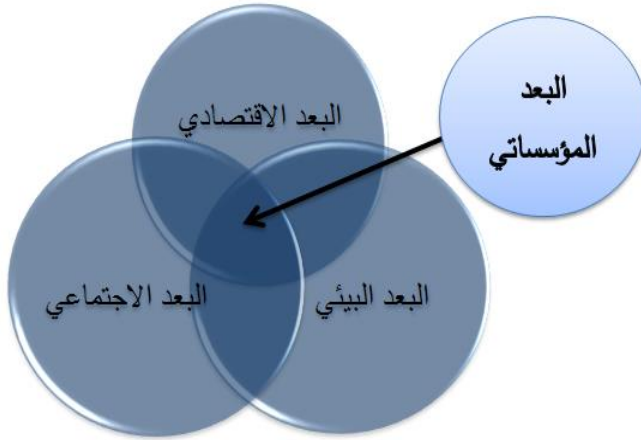 البعد
المؤسساتي
البعد الاقتصادي
البعد البيئي
البعد الاجتماعي